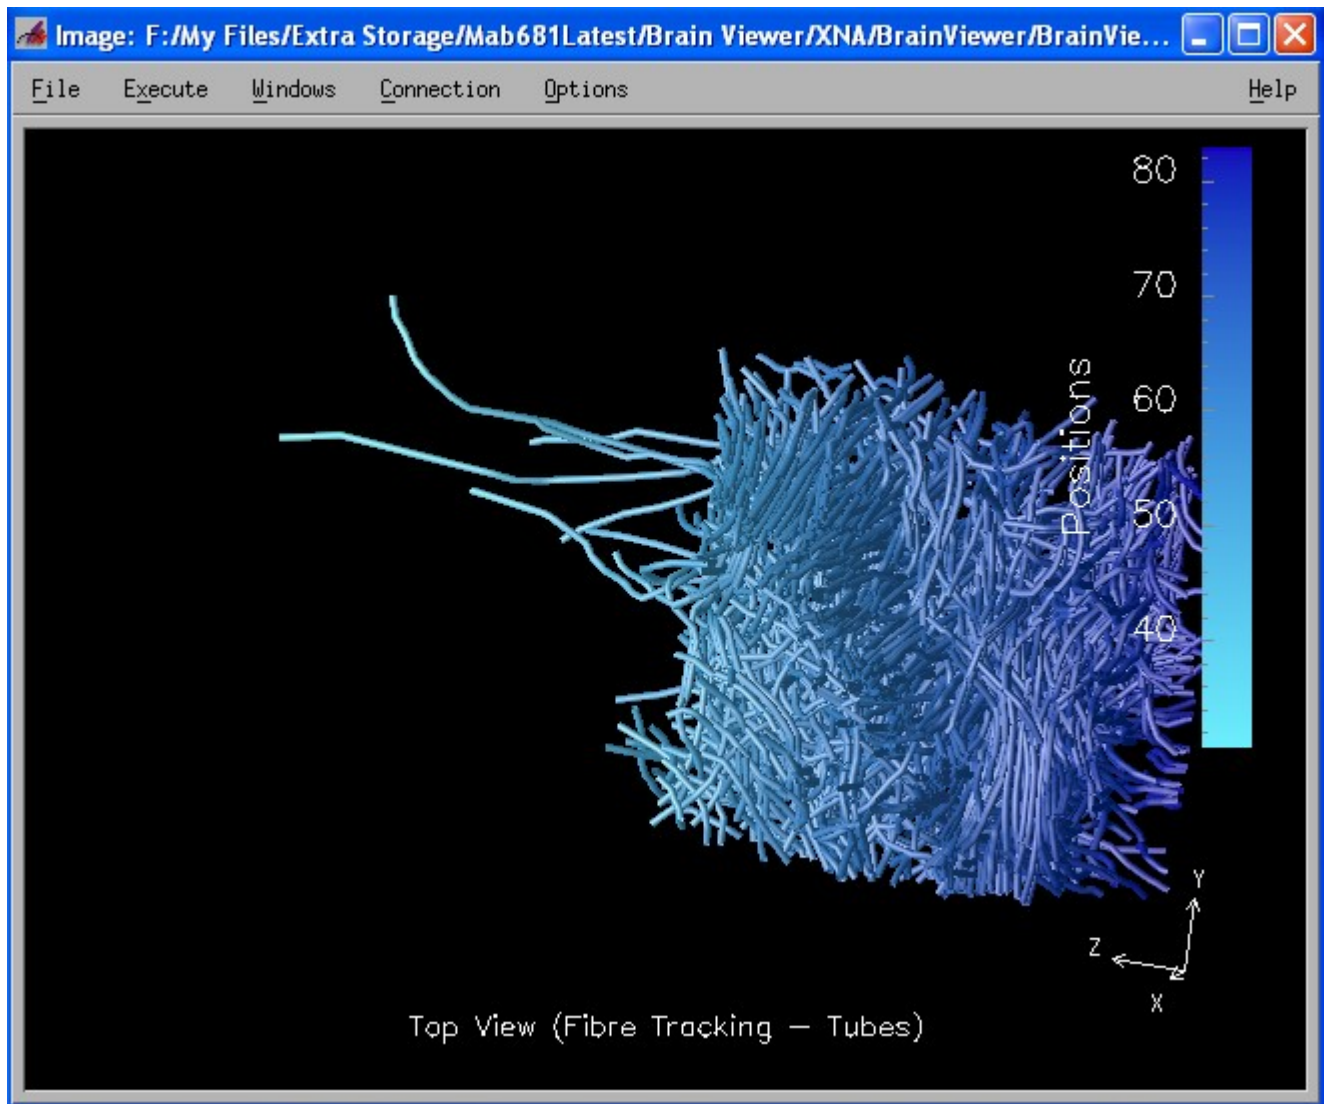 Image: F:/My Files/Extra Storage/Mab681Latest/Brain Viewer/XNA/BrainViewer/BrainVie...
File Execute Windows Connection Options Help
80
70
60
50
40
Positions
Y
Z
X
Top View (Fibre Tracking — Tubes)